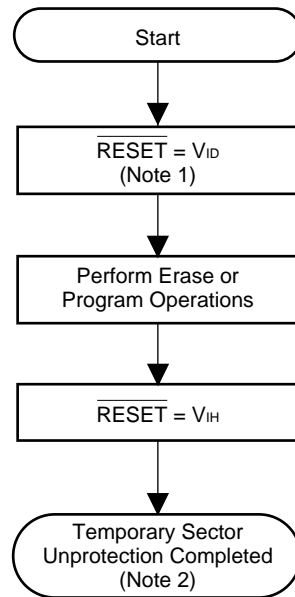 Start
RESET = VID
(Note 1)
Perform Erase or
Program Operations
RESET = VIH
Temporary Sector
Unprotection Completed
(Note 2)